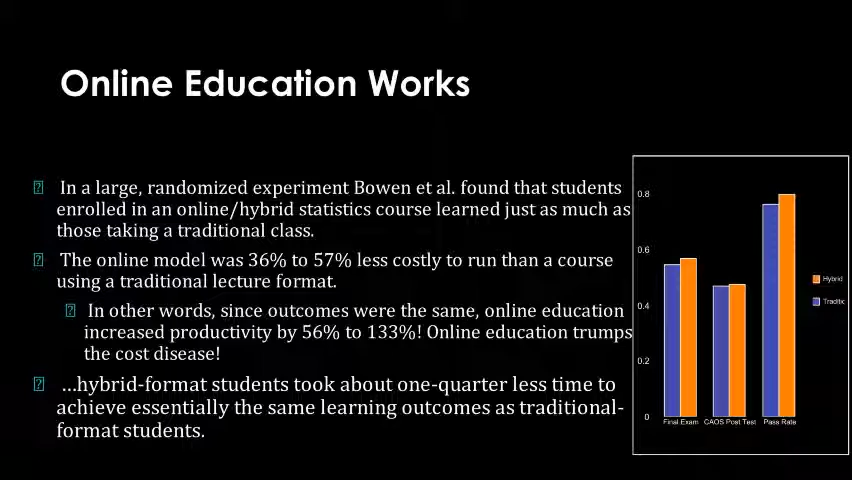 Online Education Works
In a large, randomized experiment Bowen et al. found that students
enrolled in an online/hybrid statistics course learned just as much as
those taking a traditional class.
The online model was 36% to 57% less costly to run than a course
using a traditional lecture format.
In other words, since outcomes were the same, online education
increased productivity by 56% to 133%! Online education trumps
the cost disease!
…hybrid-format students took about one-quarter less time to
achieve essentially the same learning outcomes as traditional-
format students.
0.8
0.6
0.4
0.2
0
Final Exam CAOS Post Test Pass Rate
Hybrid
Traditic